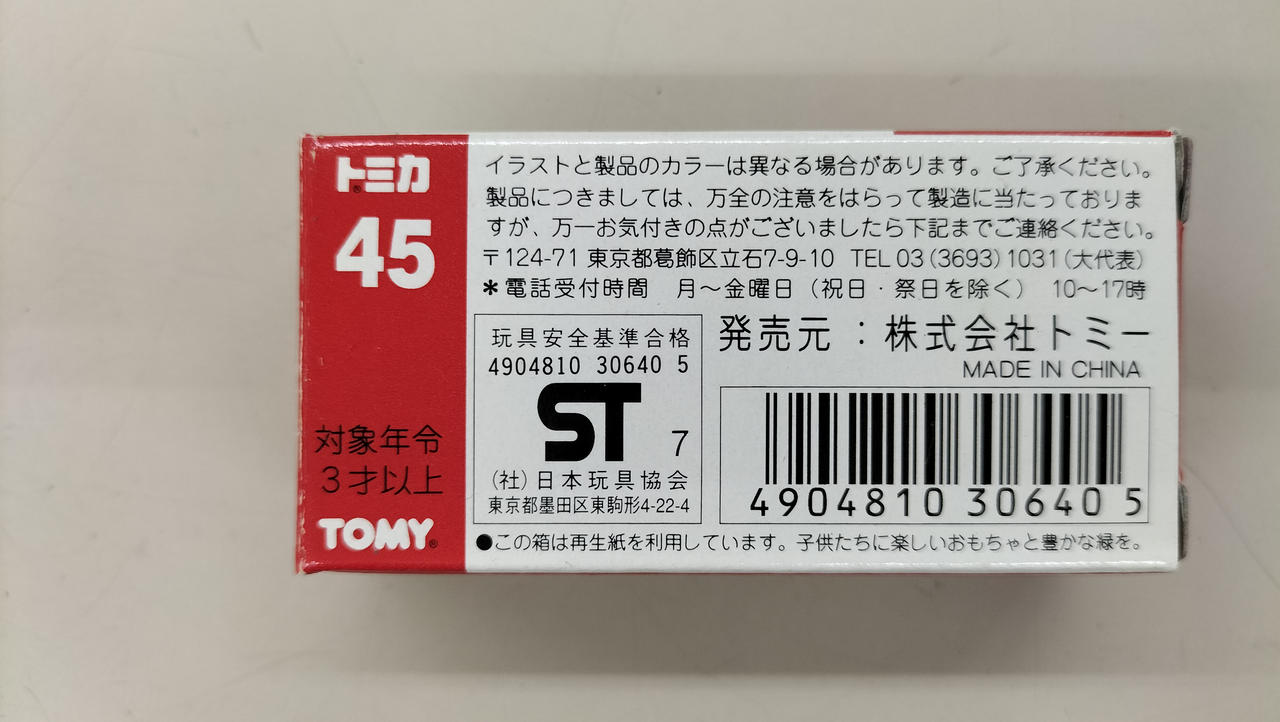 トミカ®
45
対象年令
3才以上
TOMY®
イラストと製品のカラーは異なる場合があります。ご了承ください。
製品につきましては、万全の注意をはらって製造に当たっておりま
すが、万一お気付きの点がございましたら下記までご連絡ください。
〒124-71 東京都葛飾区立石7-9-10 TEL 03(3693)1031(大代表)
＊電話受付時間 月〜金曜日(祝日・祭日を除く) 10〜17時
玩具安全基準合格
4904810 30640 5
ST 7
(社)日本玩具協会
東京都墨田区東駒形4-22-4
発売元：株式会社トミー
MADE IN CHINA
4904810 30640 5
●この箱は再生紙を利用しています。子供たちに楽しいおもちゃと豊かな緑を。